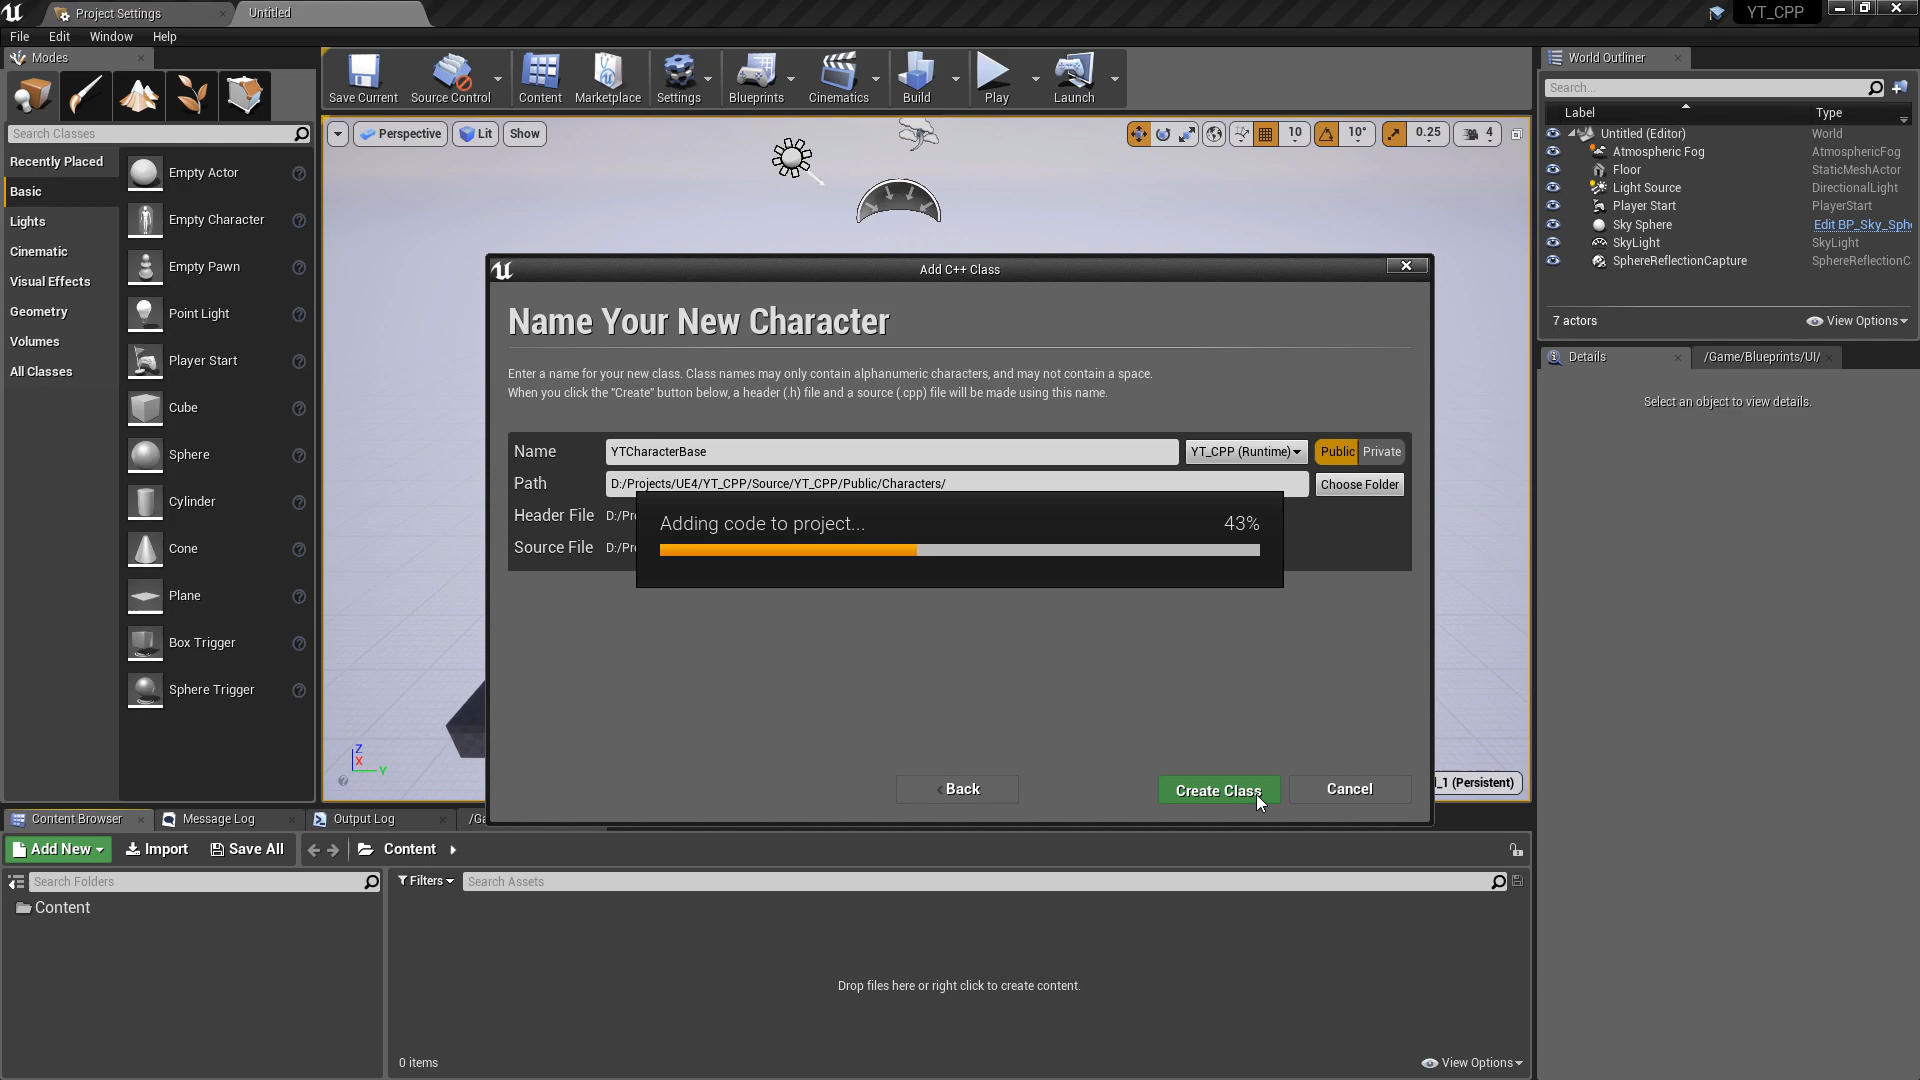 Project Settings
Untitled
YT_CPP
File Edit Window Help
Modes
Save Current
Source Control
Content
Marketplace
Settings
Blueprints
Cinematics
Build
Play
Launch
World Outliner
Search...
Label Type
Search Classes
Perspective
Lit
Show
10
10°
0.25
4
Untitled (Editor) World
Atmospheric Fog AtmosphericFog
Floor StaticMeshActor
Light Source DirectionalLight
Player Start PlayerStart
Sky Sphere Edit BP_Sky_Sphe
SkyLight SkyLight
SphereReflectionCapture SphereReflectionC
7 actors
View Options
Details
/Game/Blueprints/UI/
Select an object to view details.
Recently Placed
Basic
Lights
Cinematic
Visual Effects
Geometry
Volumes
All Classes
Empty Actor
Empty Character
Empty Pawn
Point Light
Player Start
Cube
Sphere
Cylinder
Cone
Plane
Box Trigger
Sphere Trigger
Add C++ Class
Name Your New Character
Enter a name for your new class. Class names may only contain alphanumeric characters, and may not contain a space.
When you click the "Create" button below, a header (.h) file and a source (.cpp) file will be made using this name.
Name YTCharacterBase YT_CPP (Runtime) Public Private
Path D:/Projects/UE4/YT_CPP/Source/YT_CPP/Public/Characters/ Choose Folder
Header File D:/Pr
Source File D:/Pr
Adding code to project... 43%
Back
Create Class
Cancel
Z
X
Y
_1 (Persistent)
Content Browser
Message Log
Output Log
/Ga
Add New
Import
Save All
Content
Search Folders
Filters
Search Assets
Content
Drop files here or right click to create content.
0 items
View Options